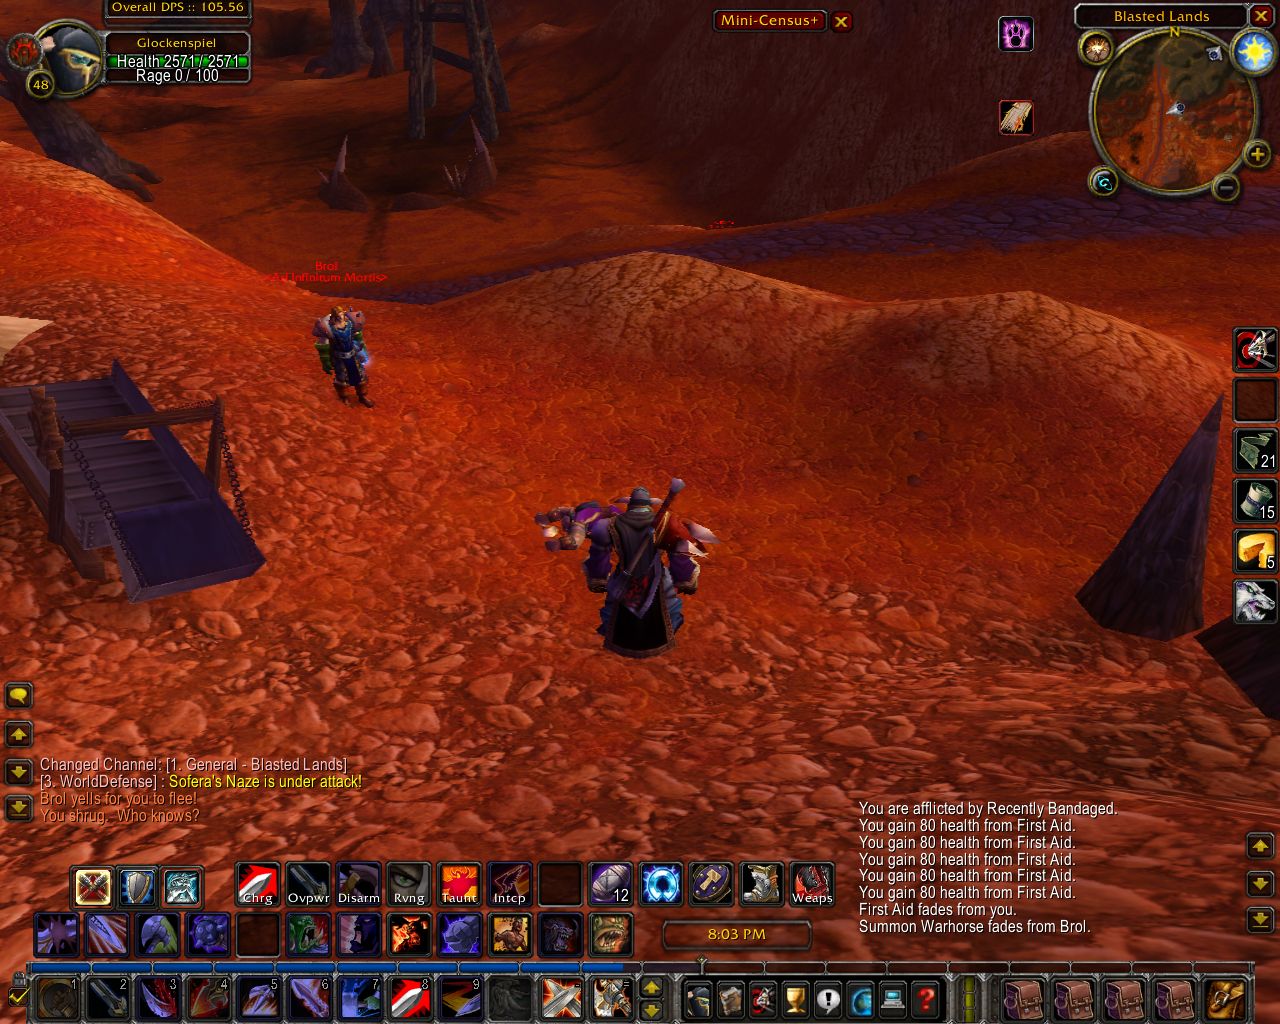 Overall DPS :: 105.56
Mini-Census+
Blasted Lands
N
Glockenspiel
Health 2571 / 2571
Rage 0 / 100
48
Brol
Infinitum Mortis>
21
15
5
Changed Channel: [1. General - Blasted Lands]
[3. WorldDefense] : Sofera's Naze is under attack!
Brol yells for you to flee!
You shrug. Who knows?
You are afflicted by Recently Bandaged.
You gain 80 health from First Aid.
You gain 80 health from First Aid.
You gain 80 health from First Aid.
You gain 80 health from First Aid.
You gain 80 health from First Aid.
First Aid fades from you.
Summon Warhorse fades from Brol.
Chrg Ovpwr Disarm Rvng Taunt Intcp 12 Weaps
8:03 PM
1 2 3 4 5 6 7 8 9 =